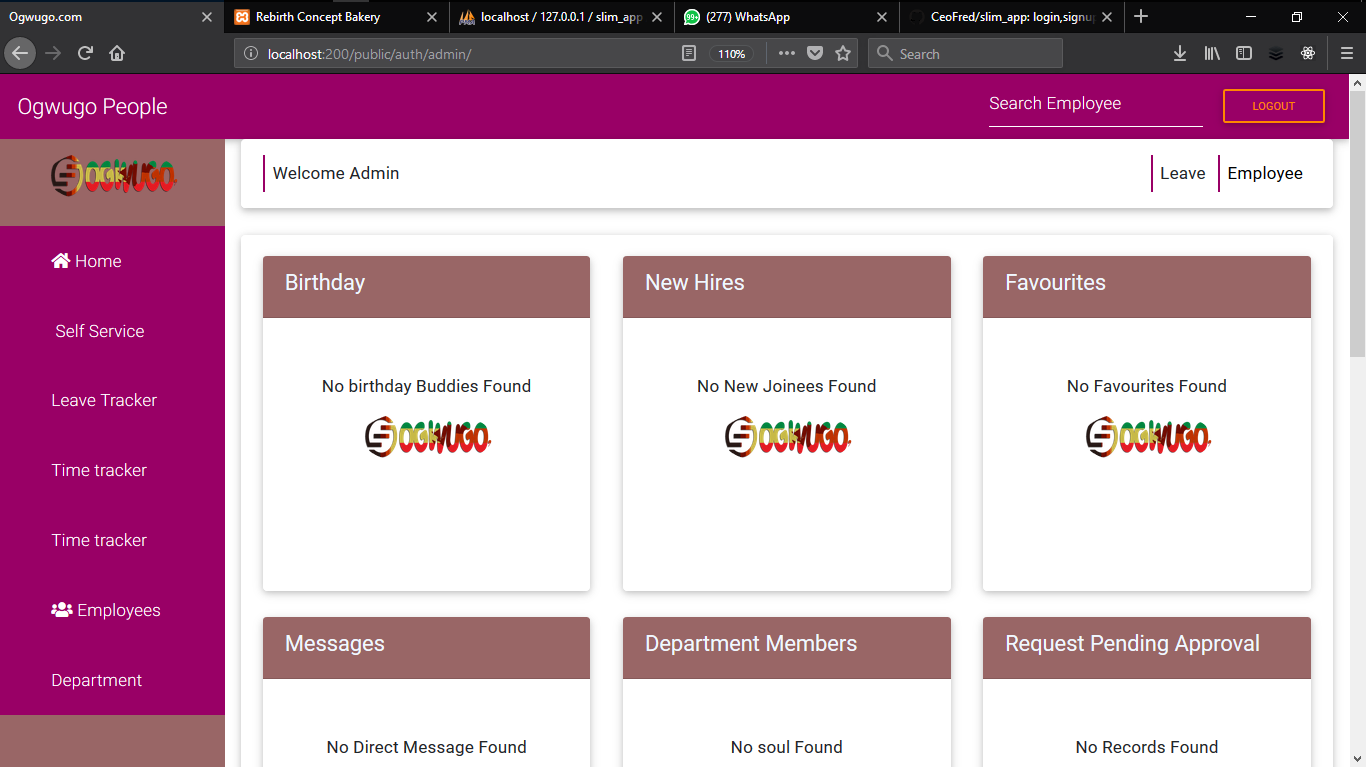 Ogwugo.com
Rebirth Concept Bakery
localhost / 127.0.0.1 / slim_app
99+ (277) WhatsApp
CeoFred/slim_app: login,signup
localhost:200/public/auth/admin/
110%
Search
Ogwugo People
Search Employee
LOGOUT
OGWUGO.
Welcome Admin
Leave
Employee
Home
Self Service
Leave Tracker
Time tracker
Time tracker
Employees
Department
Birthday
No birthday Buddies Found
OGWUGO.
New Hires
No New Joinees Found
OGWUGO.
Favourites
No Favourites Found
OGWUGO.
Messages
No Direct Message Found
Department Members
No soul Found
Request Pending Approval
No Records Found